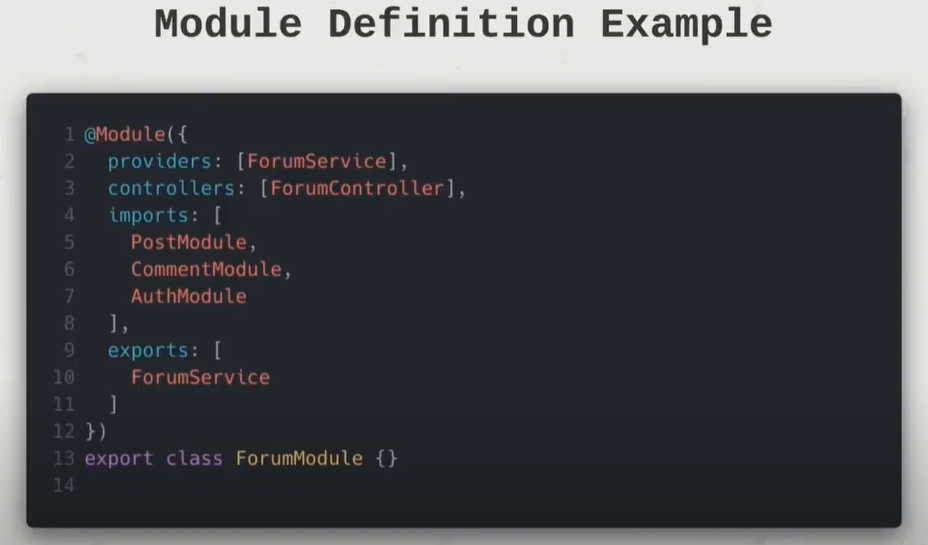 Module Definition Example
1 @Module({
2   providers: [ForumService],
3   controllers: [ForumController],
4   imports: [
5     PostModule,
6     CommentModule,
7     AuthModule
8   ],
9   exports: [
10     ForumService
11   ]
12 })
13 export class ForumModule {}
14